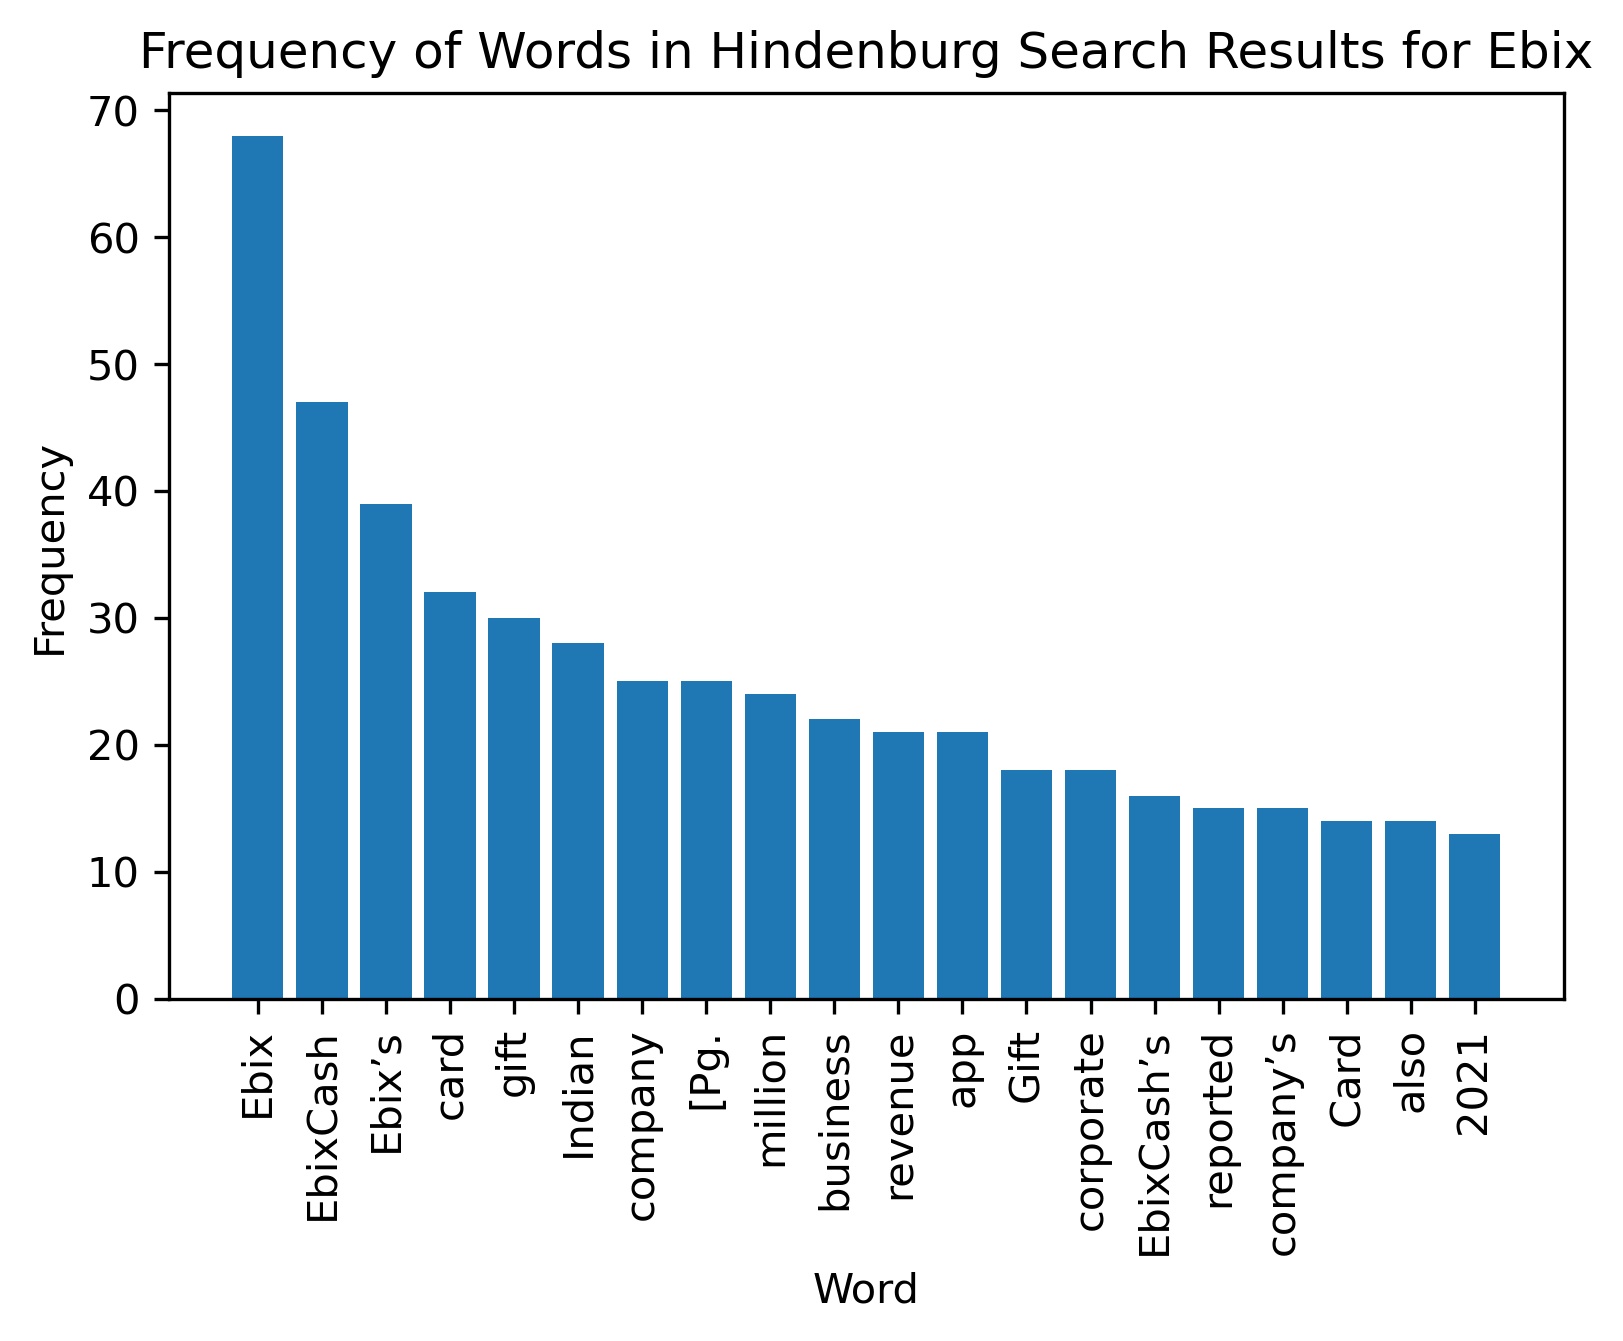 Frequency of Words in Hindenburg Search Results for Ebix
70
60
50
40
30
20
10
0
Frequency
Ebix
EbixCash
Ebix’s
card
gift
Indian
company
[Pg.
million
business
revenue
app
Gift
corporate
EbixCash’s
reported
company’s
Card
also
2021
Word